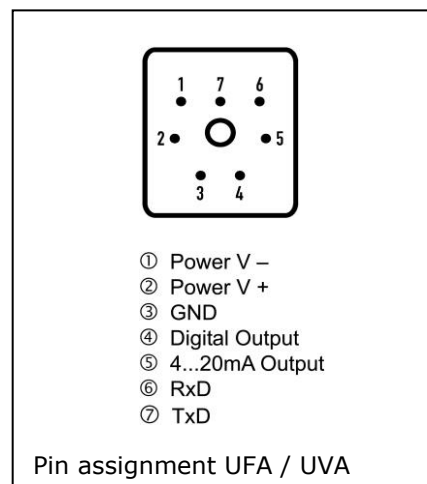 1 7 6
2 5
3 4
① Power V –
② Power V +
③ GND
④ Digital Output
⑤ 4...20mA Output
⑥ RxD
⑦ TxD
Pin assignment UFA / UVA